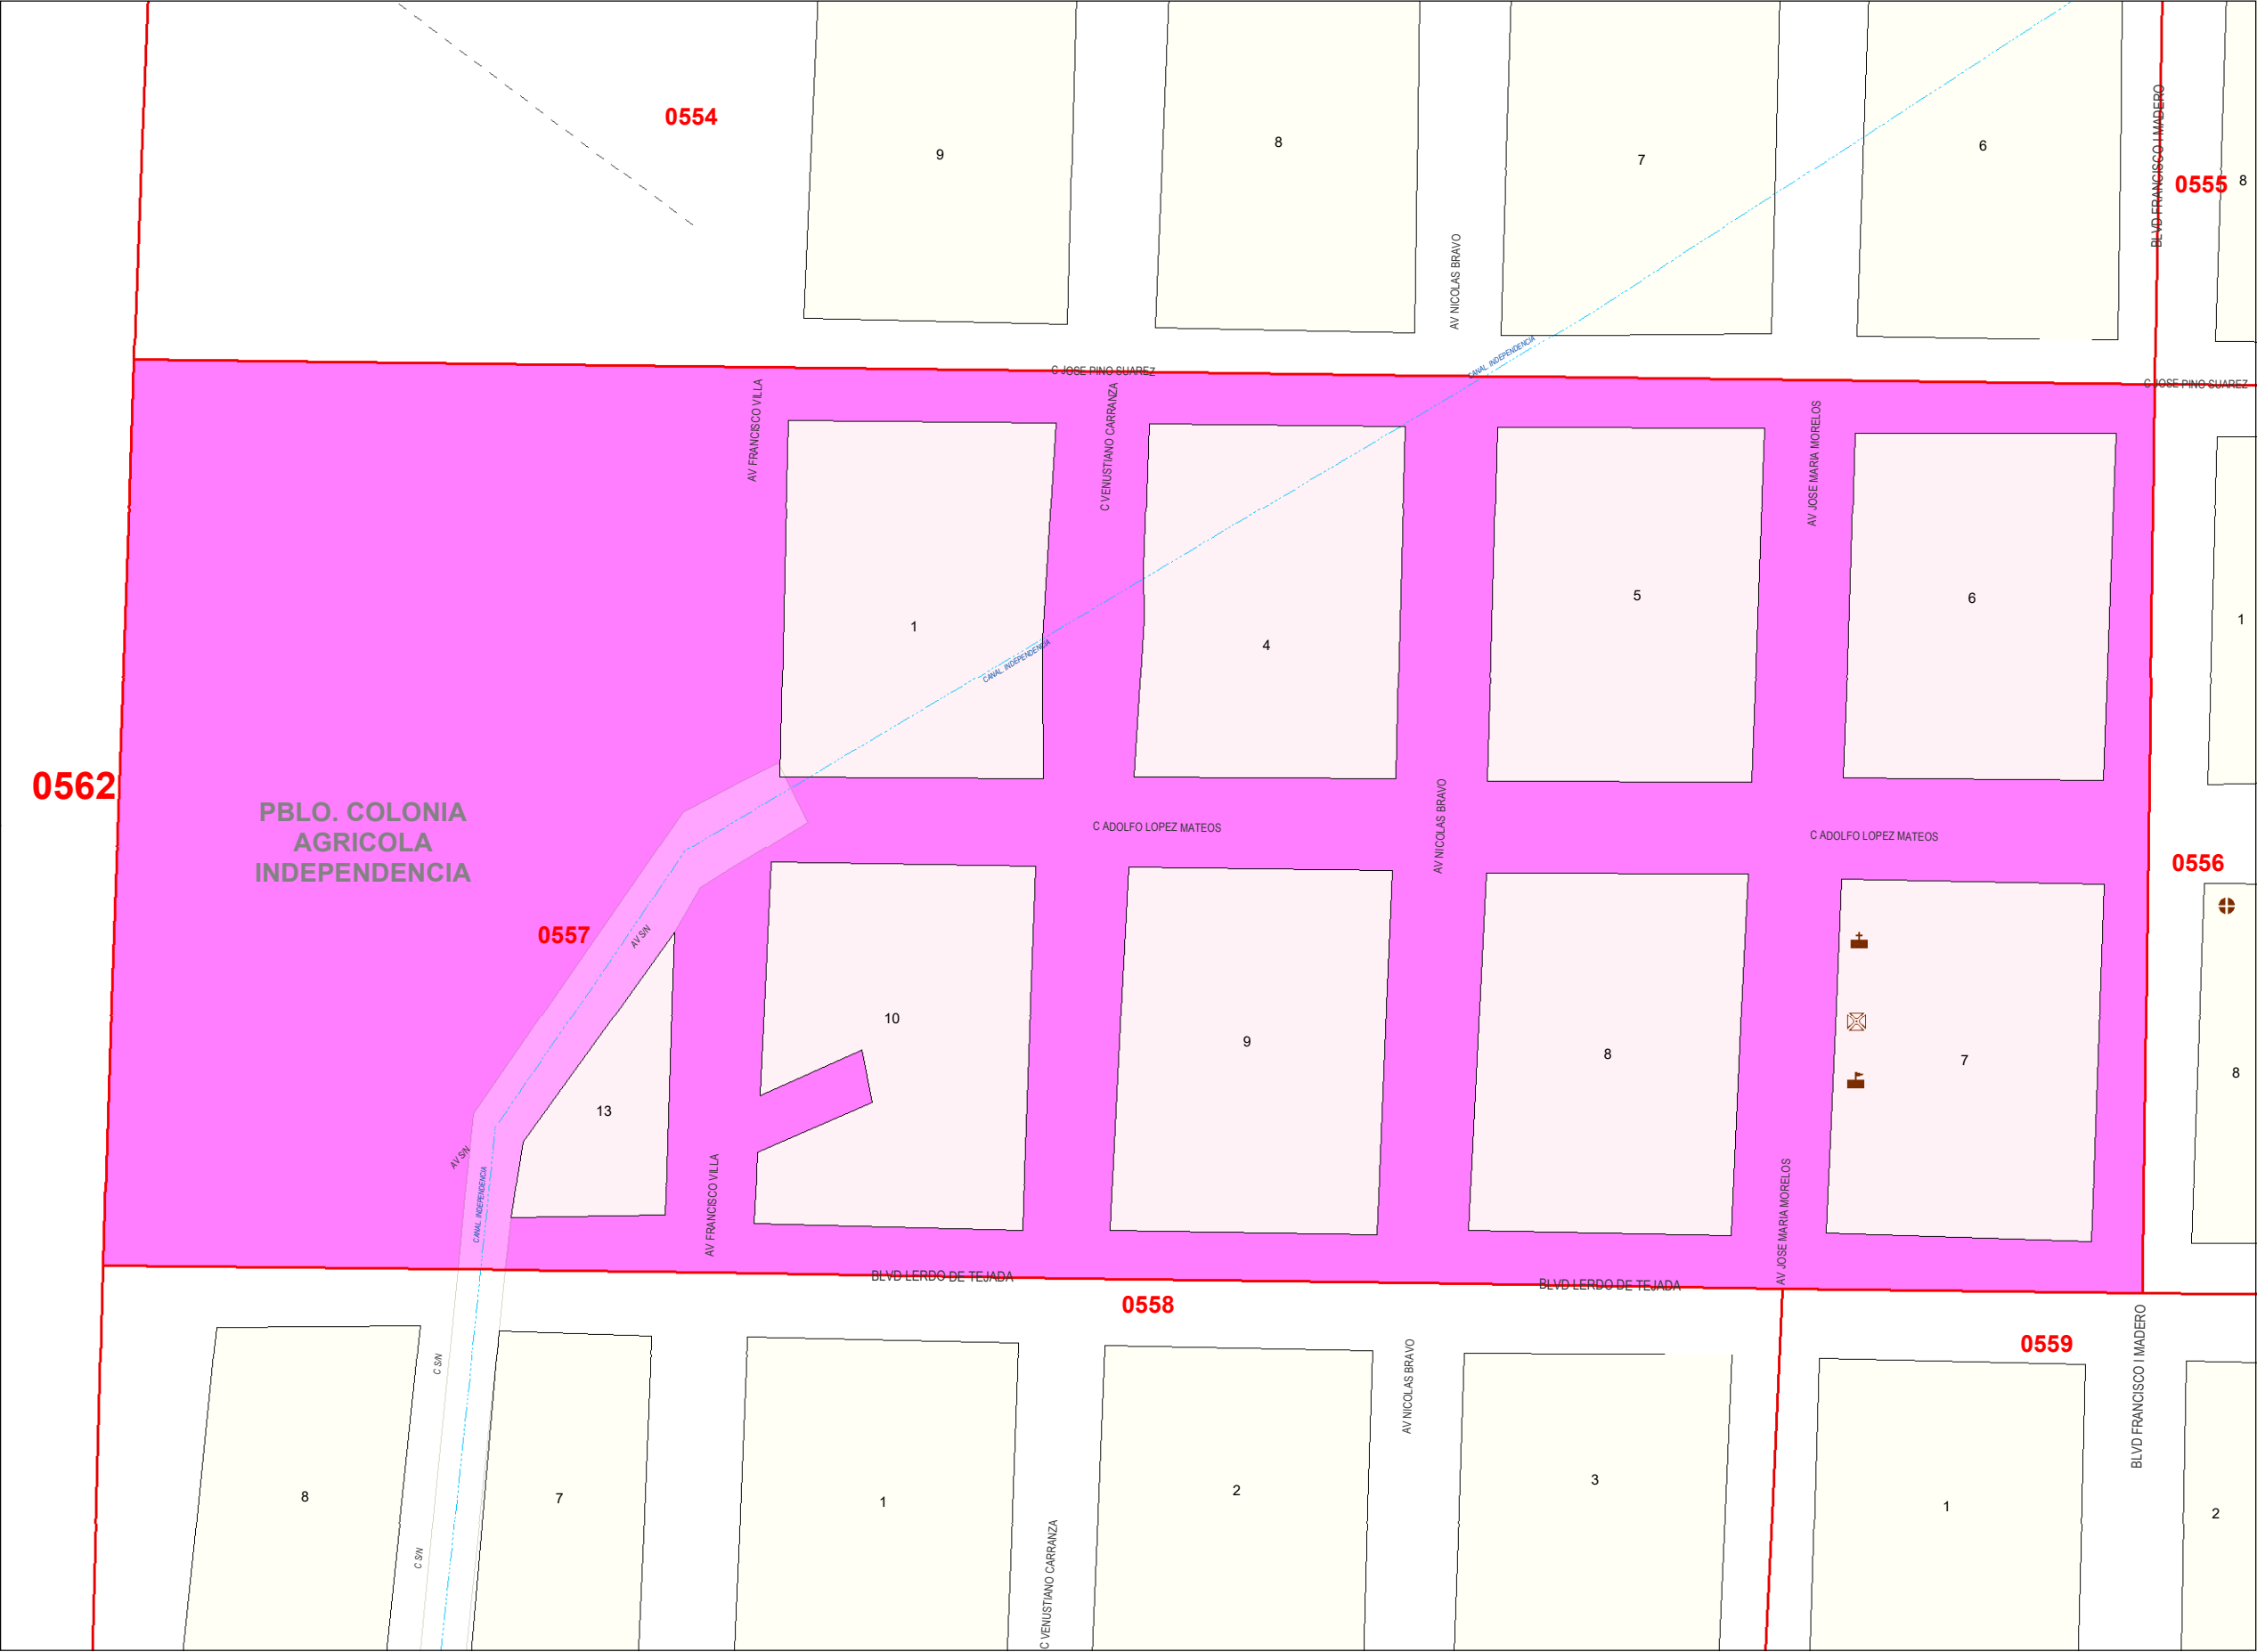 0554
9
8
7
6
BLVD FRANCISCO I MADERO
0555
8
AV NICOLAS BRAVO
CANAL INDEPENDENCIA
C JOSE PINO SUAREZ
C JOSE PINO SUAREZ
AV FRANCISCO VILLA
C VENUSTIANO CARRANZA
AV JOSE MARIA MORELOS
1
4
5
6
1
CANAL INDEPENDENCIA
0562
PBLO. COLONIA
AGRICOLA
INDEPENDENCIA
C ADOLFO LOPEZ MATEOS
AV NICOLAS BRAVO
C ADOLFO LOPEZ MATEOS
0556
0557
AV S/N
10
9
8
7
8
13
AV S/N
CANAL INDEPENDENCIA
AV FRANCISCO VILLA
AV JOSE MARIA MORELOS
BLVD LERDO DE TEJADA
BLVD LERDO DE TEJADA
0558
0559
BLVD FRANCISCO I MADERO
C S/N
AV NICOLAS BRAVO
8
7
1
2
3
1
2
C S/N
C VENUSTIANO CARRANZA